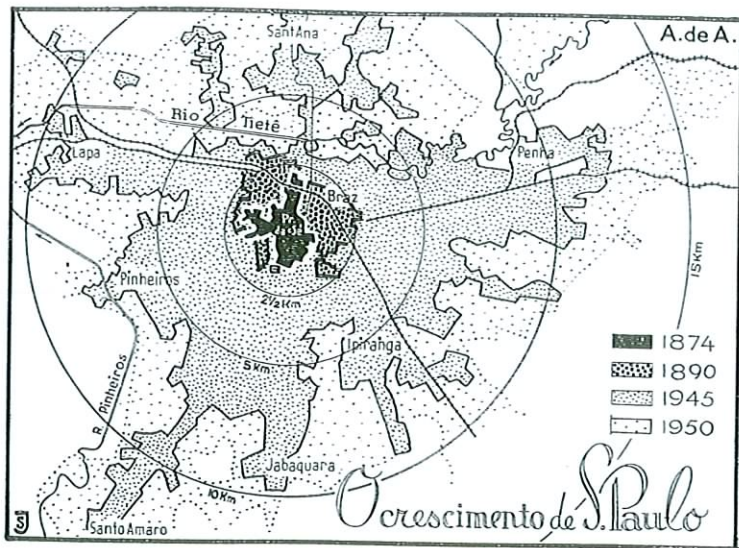 A. de A.
Sant'Ana
Rio Tietê
Lapa
Penha
Braz
Pinheiros
2½ Km
5 Km
15 Km
Ipiranga
R. Pinheiros
Jabaquara
10 Km
Santo Amaro
1874
1890
1945
1950
O crescimento de S. Paulo